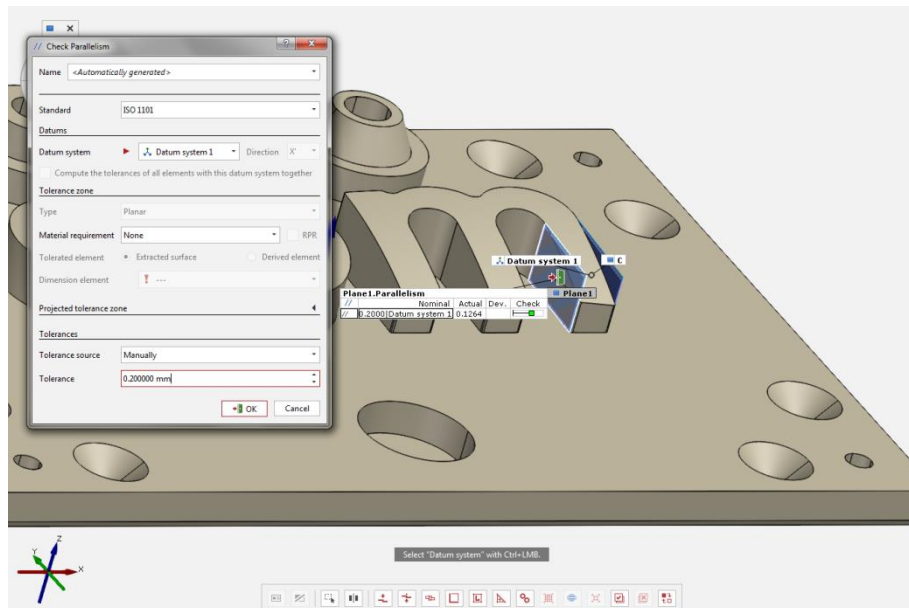 // Check Parallelism
Name <Automatically generated>
Standard ISO 1101
Datums
Datum system Datum system 1 Direction X'
Compute the tolerances of all elements with this datum system together
Tolerance zone
Type Planar
Material requirement None RPR
Tolerated element Extracted surface Derived element
Dimension element ---
Projected tolerance zone
Tolerances
Tolerance source Manually
Tolerance 0.200000 mm
OK Cancel
Datum system 1 C
Plane1
Plane1.Parallelism
// Nominal Actual Dev. Check
// 0.2000|Datum system 1 0.1264
Z
Y
X
Select "Datum system" with Ctrl+LMB.